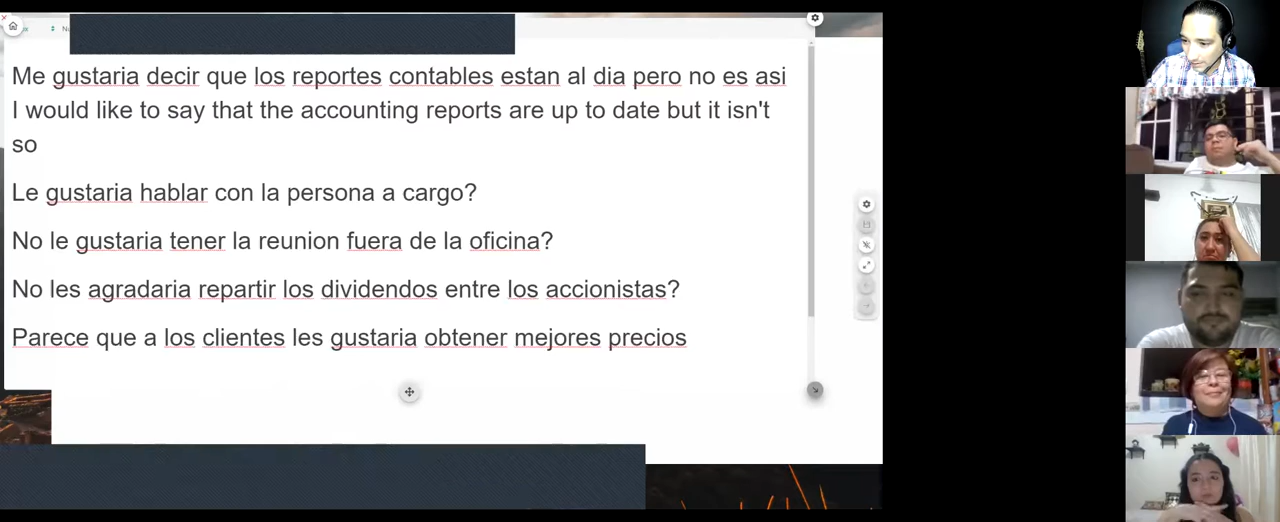 Me gustaria decir que los reportes contables estan al dia pero no es asi
I would like to say that the accounting reports are up to date but it isn't
so
Le gustaria hablar con la persona a cargo?
No le gustaria tener la reunion fuera de la oficina?
No les agradaria repartir los dividendos entre los accionistas?
Parece que a los clientes les gustaria obtener mejores precios